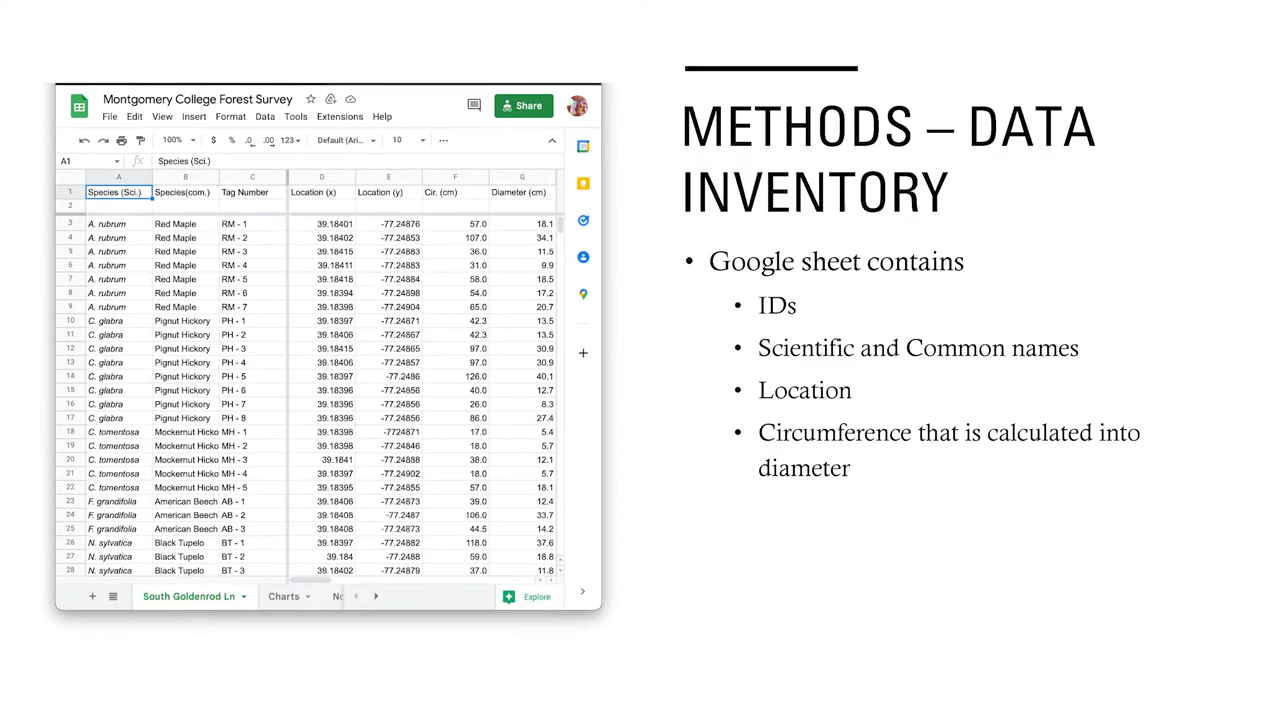 Montgomery College Forest Survey
File Edit View Insert Format Data Tools Extensions Help
Share
100% $ % .0 .00 123 Default (Ari... 10 ...
A1 fx Species (Sci.)
A B C D E F G
1 Species (Sci.) Species(com.) Tag Number Location (x) Location (y) Cir. (cm) Diameter (cm)
2
3 A. rubrum Red Maple RM - 1 39.18401 -77.24876 57.0 18.1
4 A. rubrum Red Maple RM - 2 39.18402 -77.24853 107.0 34.1
5 A. rubrum Red Maple RM - 3 39.18415 -77.24883 36.0 11.5
6 A. rubrum Red Maple RM - 4 39.18411 -77.24883 31.0 9.9
7 A. rubrum Red Maple RM - 5 39.18418 -77.24884 58.0 18.5
8 A. rubrum Red Maple RM - 6 39.18394 -77.24898 54.0 17.2
9 A. rubrum Red Maple RM - 7 39.18398 -77.24904 65.0 20.7
10 C. glabra Pignut Hickory PH - 1 39.18397 -77.24871 42.3 13.5
11 C. glabra Pignut Hickory PH - 2 39.18406 -77.24867 42.3 13.5
12 C. glabra Pignut Hickory PH - 3 39.18415 -77.24865 97.0 30.9
13 C. glabra Pignut Hickory PH - 4 39.18406 -77.24857 97.0 30.9
14 C. glabra Pignut Hickory PH - 5 39.18397 -77.2486 126.0 40.1
15 C. glabra Pignut Hickory PH - 6 39.18396 -77.24856 40.0 12.7
16 C. glabra Pignut Hickory PH - 7 39.18396 -77.24856 26.0 8.3
17 C. glabra Pignut Hickory PH - 8 39.18396 -77.24856 86.0 27.4
18 C. tomentosa Mockernut Hicko MH - 1 39.18398 -7724871 17.0 5.4
19 C. tomentosa Mockernut Hicko MH - 2 39.18398 -77.24846 18.0 5.7
20 C. tomentosa Mockernut Hicko MH - 3 39.1841 -77.24888 38.0 12.1
21 C. tomentosa Mockernut Hicko MH - 4 39.18397 -77.24902 18.0 5.7
22 C. tomentosa Mockernut Hicko MH - 5 39.18395 -77.24855 57.0 18.1
23 F. grandifolia American Beech AB - 1 39.18406 -77.24873 39.0 12.4
24 F. grandifolia American Beech AB - 2 39.18408 -77.2487 106.0 33.7
25 F. grandifolia American Beech AB - 3 39.18408 -77.24873 44.5 14.2
26 N. sylvatica Black Tupelo BT - 1 39.18397 -77.24882 118.0 37.6
27 N. sylvatica Black Tupelo BT - 2 39.184 -77.2488 59.0 18.8
28 N. sylvatica Black Tupelo BT - 3 39.18402 -77.24879 37.0 11.8
South Goldenrod Ln Charts Explore
METHODS – DATA
INVENTORY
• Google sheet contains
• IDs
• Scientific and Common names
• Location
• Circumference that is calculated into
diameter